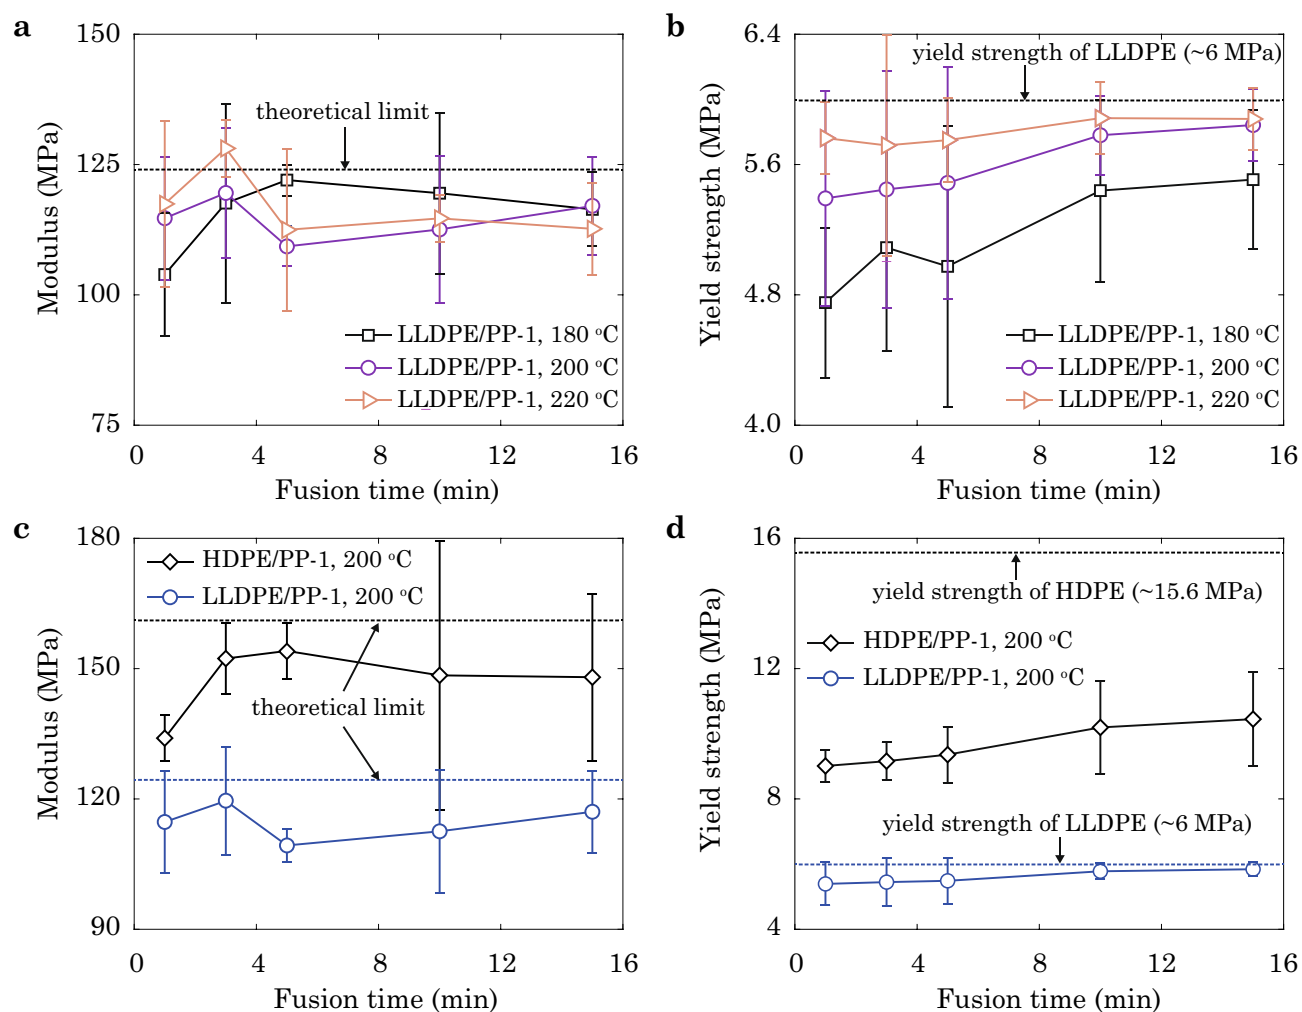 a
150
125
100
75
Modulus (MPa)
theoretical limit
LLDPE/PP-1, 180 °C
LLDPE/PP-1, 200 °C
LLDPE/PP-1, 220 °C
0 4 8 12 16
Fusion time (min)
b
6.4
5.6
4.8
4.0
Yield strength (MPa)
yield strength of LLDPE (~6 MPa)
LLDPE/PP-1, 180 °C
LLDPE/PP-1, 200 °C
LLDPE/PP-1, 220 °C
0 4 8 12 16
Fusion time (min)
c
180
150
120
90
Modulus (MPa)
HDPE/PP-1, 200 °C
LLDPE/PP-1, 200 °C
theoretical limit
0 4 8 12 16
Fusion time (min)
d
16
12
8
4
Yield strength (MPa)
yield strength of HDPE (~15.6 MPa)
HDPE/PP-1, 200 °C
LLDPE/PP-1, 200 °C
yield strength of LLDPE (~6 MPa)
0 4 8 12 16
Fusion time (min)